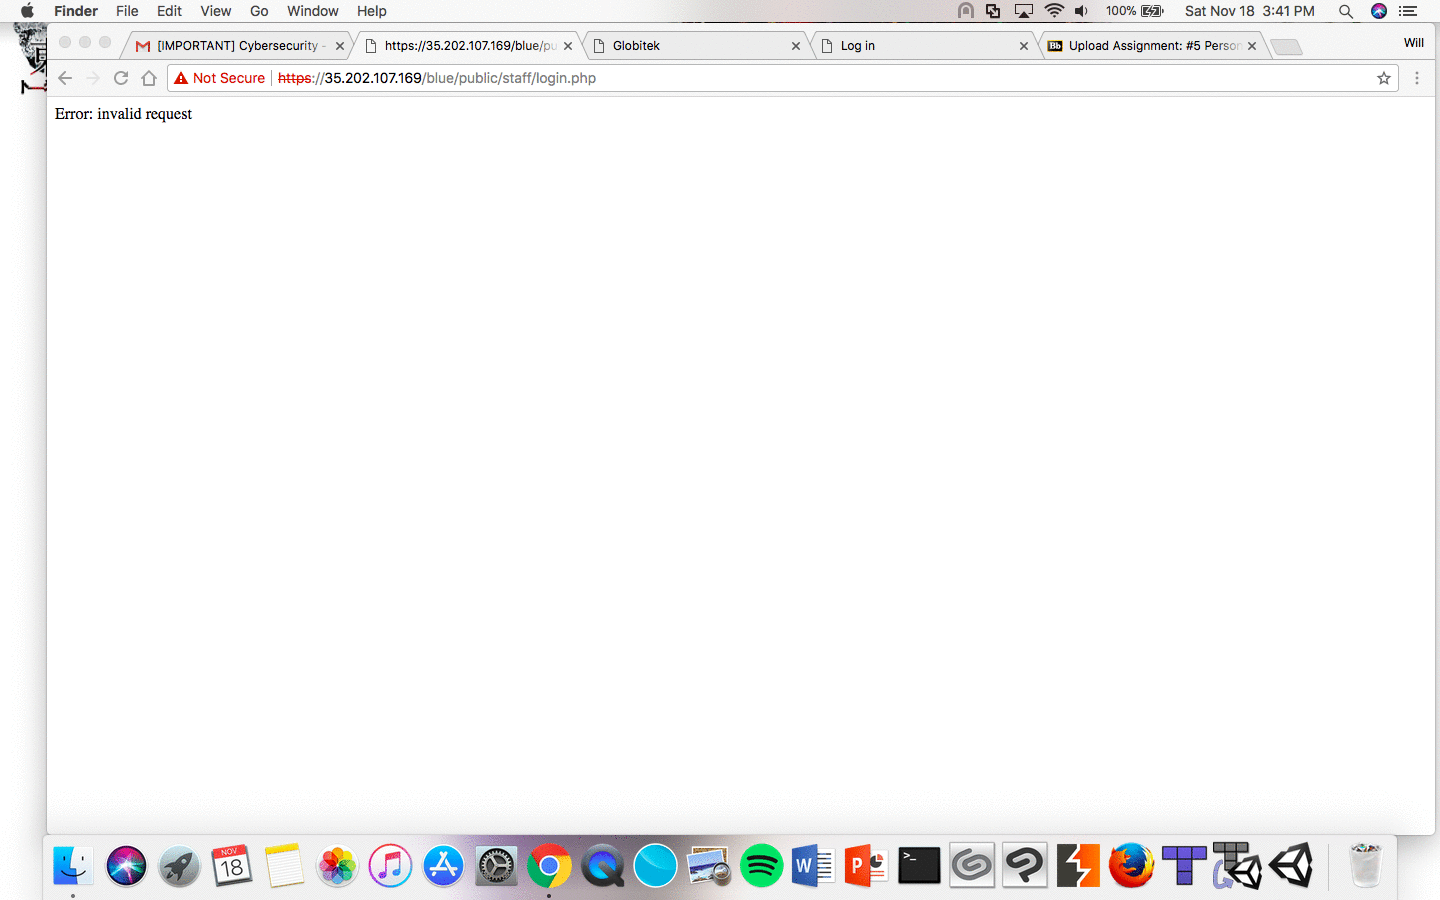 Finder File Edit View Go Window Help 100% Sat Nov 18 3:41 PM
[IMPORTANT] Cybersecurity - https://35.202.107.169/blue/pu Globitek Log in Bb Upload Assignment: #5 Person Will
Not Secure https://35.202.107.169/blue/public/staff/login.php
Error: invalid request
NOV
18
W
P
>_